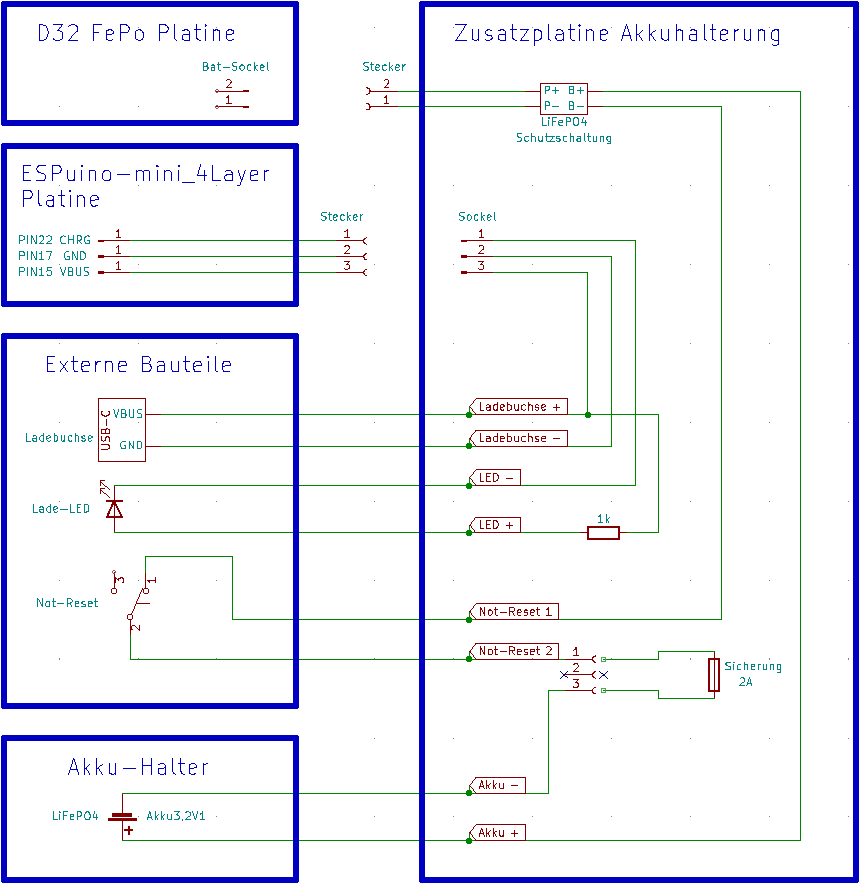 D32 FePo Platine
Bat-Sockel
2
1
Zusatzplatine Akkuhalterung
Stecker
2
1
P+ B+
P- B-
LiFePO4
Schutzschaltung
ESPuino-mini_4Layer
Platine
PIN22 CHRG 1
PIN17 GND 1
PIN15 VBUS 1
Stecker
1
2
3
Sockel
1
2
3
Externe Bauteile
Ladebuchse
USB-C
VBUS
GND
Lade-LED
Not-Reset
3
1
2
Ladebuchse +
Ladebuchse -
LED -
LED +
1k
Not-Reset 1
Not-Reset 2
1
2
3
Sicherung
2A
Akku-Halter
LiFePO4
+
Akku3,2V1
Akku -
Akku +